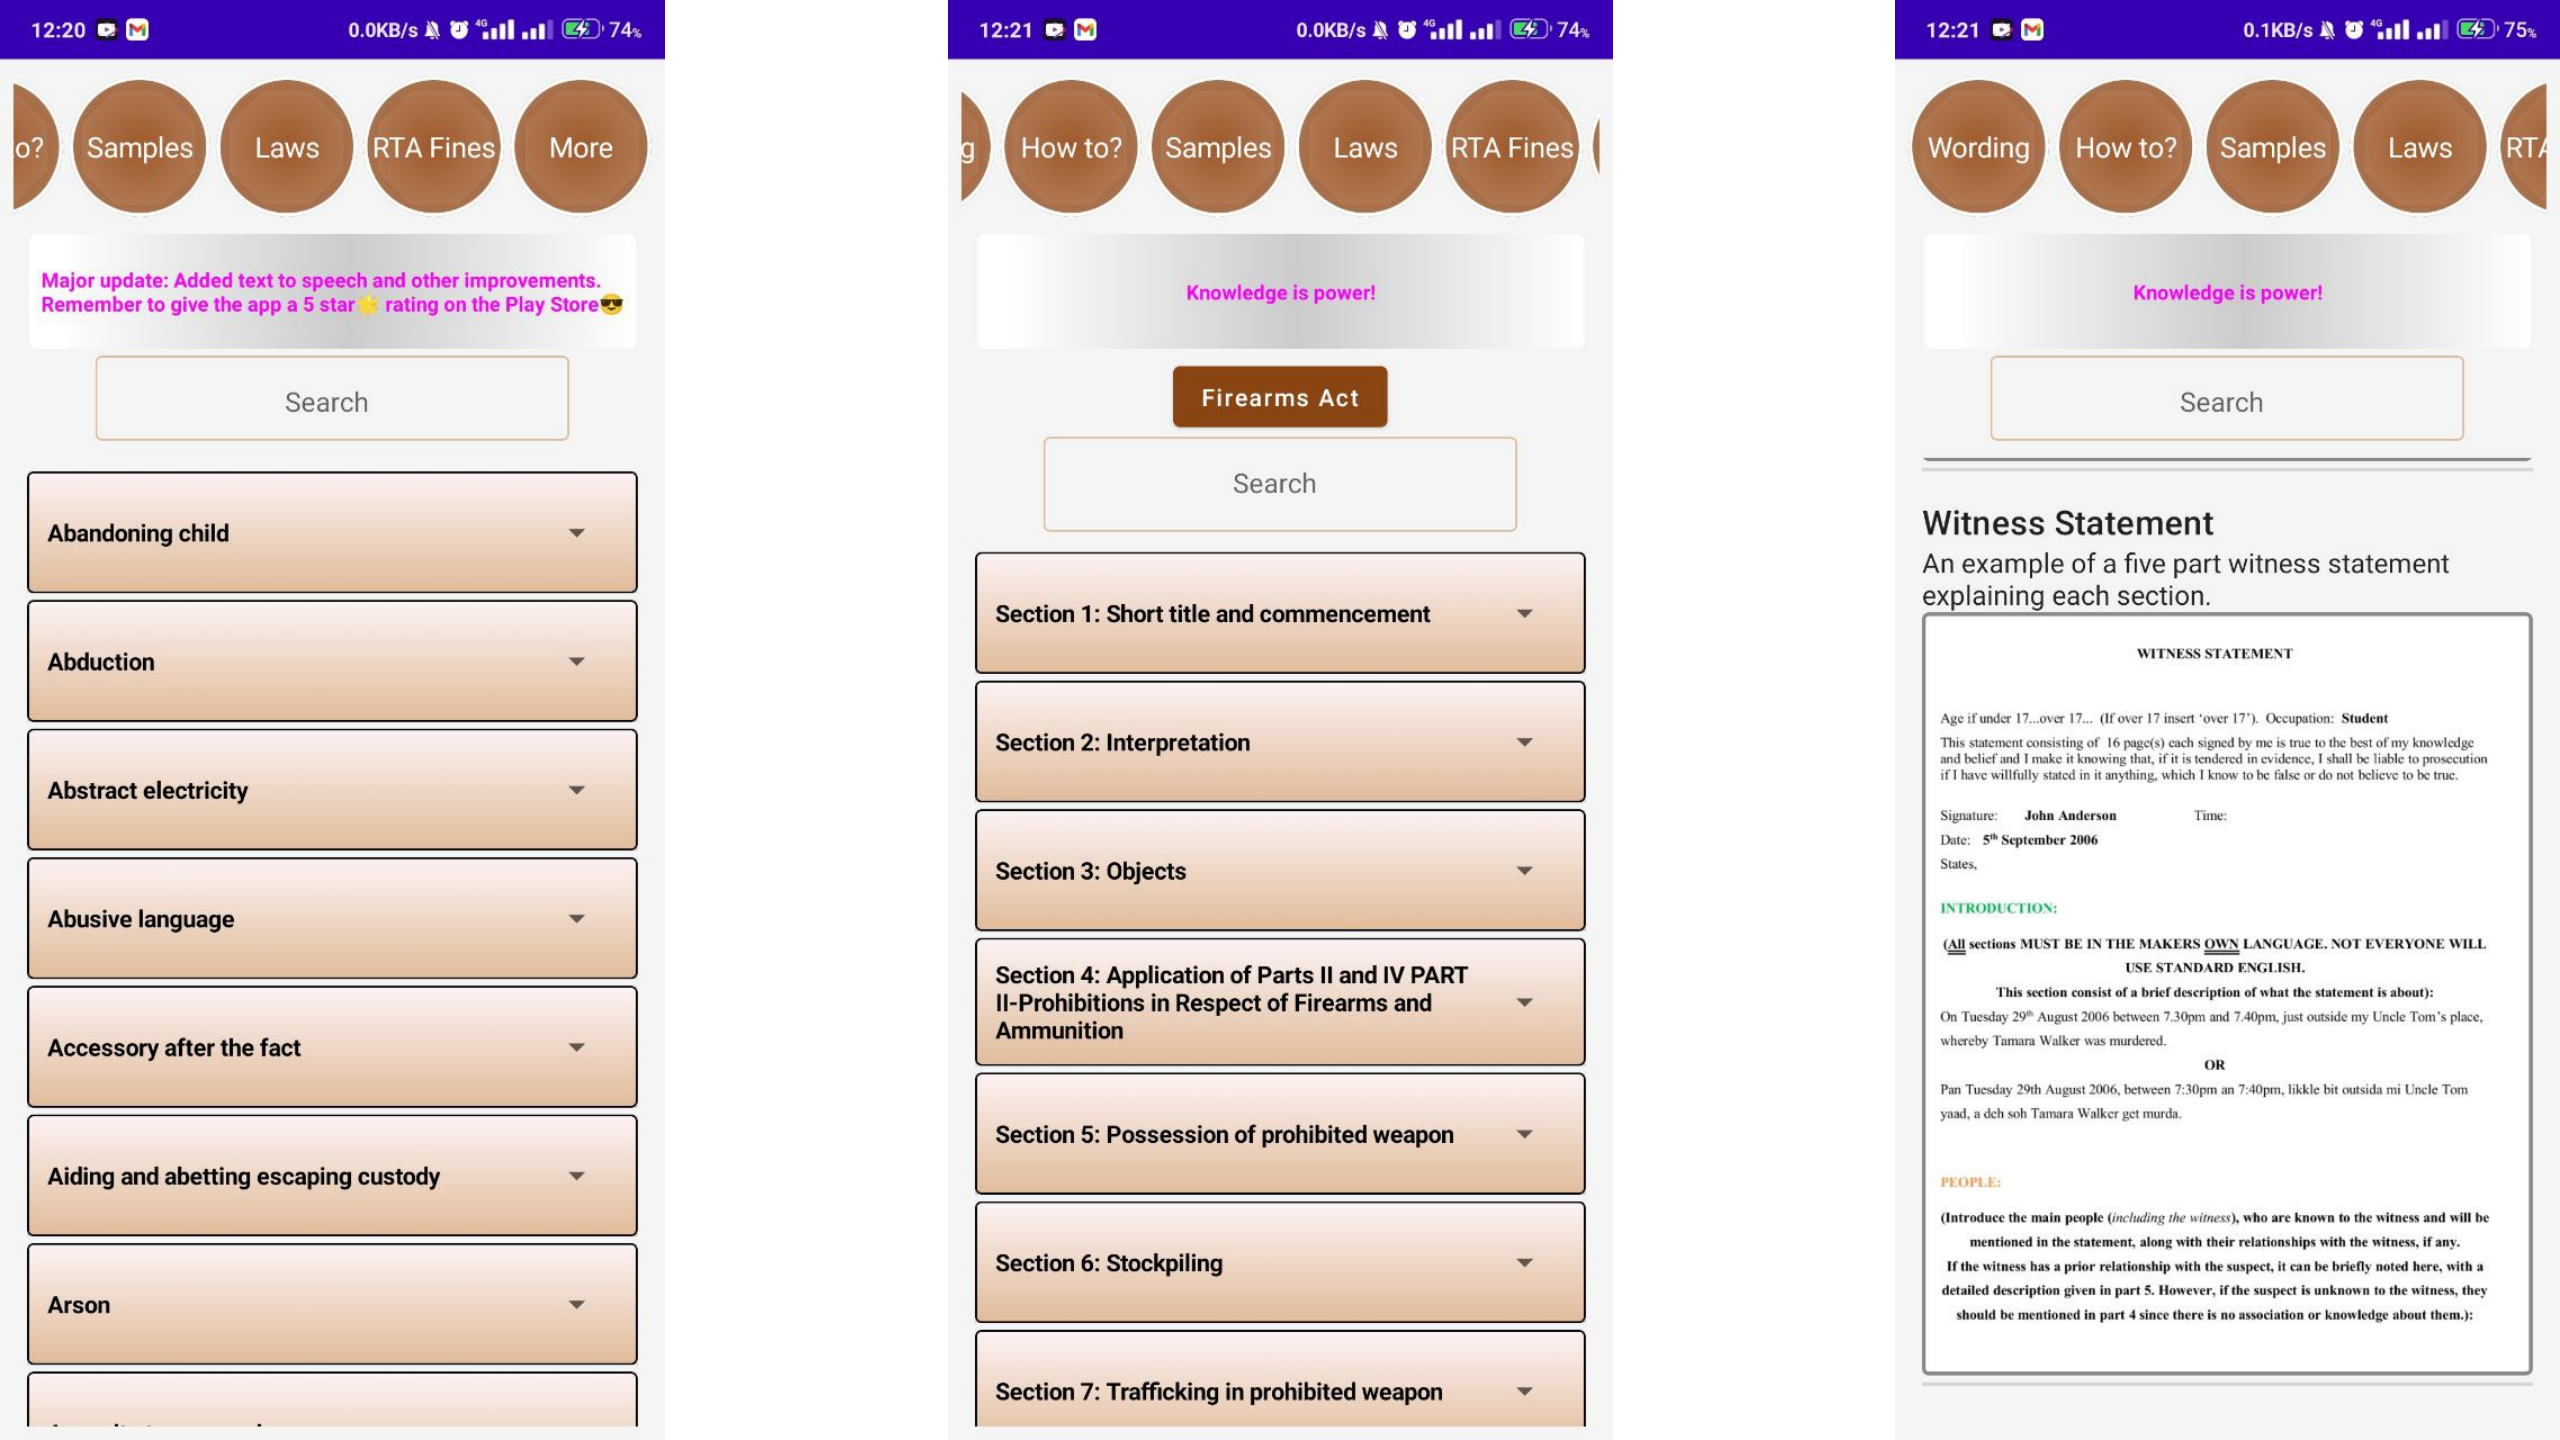 12:20 0.0KB/s 4G 74%
o? Samples Laws RTA Fines More
Major update: Added text to speech and other improvements.
Remember to give the app a 5 star🌟 rating on the Play Store😎
Search
Abandoning child
Abduction
Abstract electricity
Abusive language
Accessory after the fact
Aiding and abetting escaping custody
Arson
12:21 0.0KB/s 4G 74%
g How to? Samples Laws RTA Fines
Knowledge is power!
Firearms Act
Search
Section 1: Short title and commencement
Section 2: Interpretation
Section 3: Objects
Section 4: Application of Parts II and IV PART
II-Prohibitions in Respect of Firearms and
Ammunition
Section 5: Possession of prohibited weapon
Section 6: Stockpiling
Section 7: Trafficking in prohibited weapon
12:21 0.1KB/s 4G 75%
Wording How to? Samples Laws RTA
Knowledge is power!
Search
Witness Statement
An example of a five part witness statement
explaining each section.
WITNESS STATEMENT
Age if under 17...over 17... (If over 17 insert ‘over 17’). Occupation: Student
This statement consisting of 16 page(s) each signed by me is true to the best of my knowledge
and belief and I make it knowing that, if it is tendered in evidence, I shall be liable to prosecution
if I have willfully stated in it anything, which I know to be false or do not believe to be true.
Signature: John Anderson Time:
Date: 5th September 2006
States,
INTRODUCTION:
(All sections MUST BE IN THE MAKERS OWN LANGUAGE. NOT EVERYONE WILL
USE STANDARD ENGLISH.
This section consist of a brief description of what the statement is about):
On Tuesday 29th August 2006 between 7.30pm and 7.40pm, just outside my Uncle Tom’s place,
whereby Tamara Walker was murdered.
OR
Pan Tuesday 29th August 2006, between 7:30pm an 7:40pm, likkle bit outsida mi Uncle Tom
yaad, a deh soh Tamara Walker get murda.
PEOPLE:
(Introduce the main people (including the witness), who are known to the witness and will be
mentioned in the statement, along with their relationships with the witness, if any.
If the witness has a prior relationship with the suspect, it can be briefly noted here, with a
detailed description given in part 5. However, if the suspect is unknown to the witness, they
should be mentioned in part 4 since there is no association or knowledge about them.):